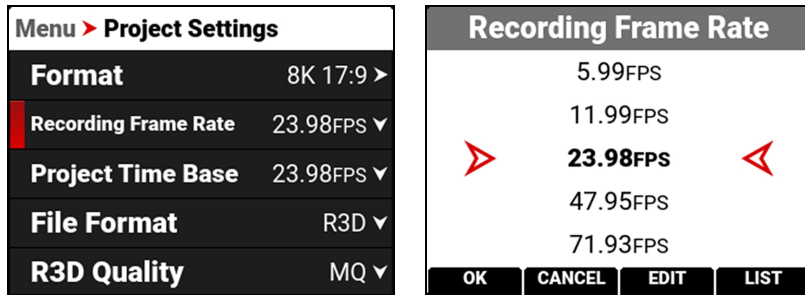 Menu ➤ Project Settings
Format 8K 17:9 ➤
Recording Frame Rate 23.98FPS
Project Time Base 23.98FPS
File Format R3D
R3D Quality MQ
Recording Frame Rate
5.99FPS
11.99FPS
23.98FPS
47.95FPS
71.93FPS
OK CANCEL EDIT LIST